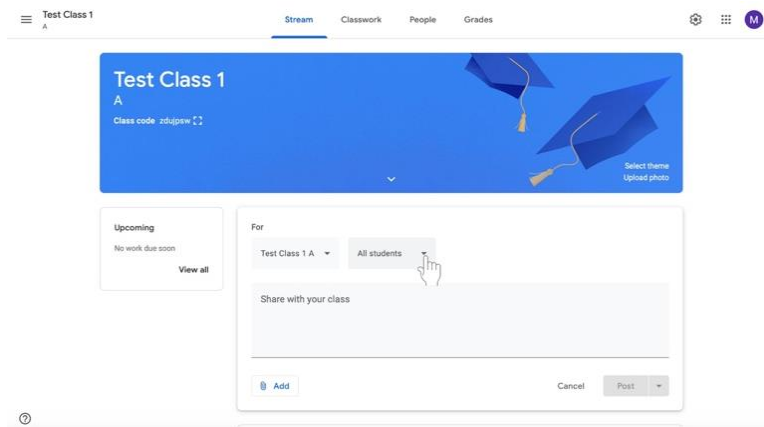 Test Class 1
A
Stream Classwork People Grades
M
Test Class 1
A
Class code zdujpsw
Select theme
Upload photo
Upcoming
No work due soon
View all
For
Test Class 1 A
All students
Share with your class
Add
Cancel
Post